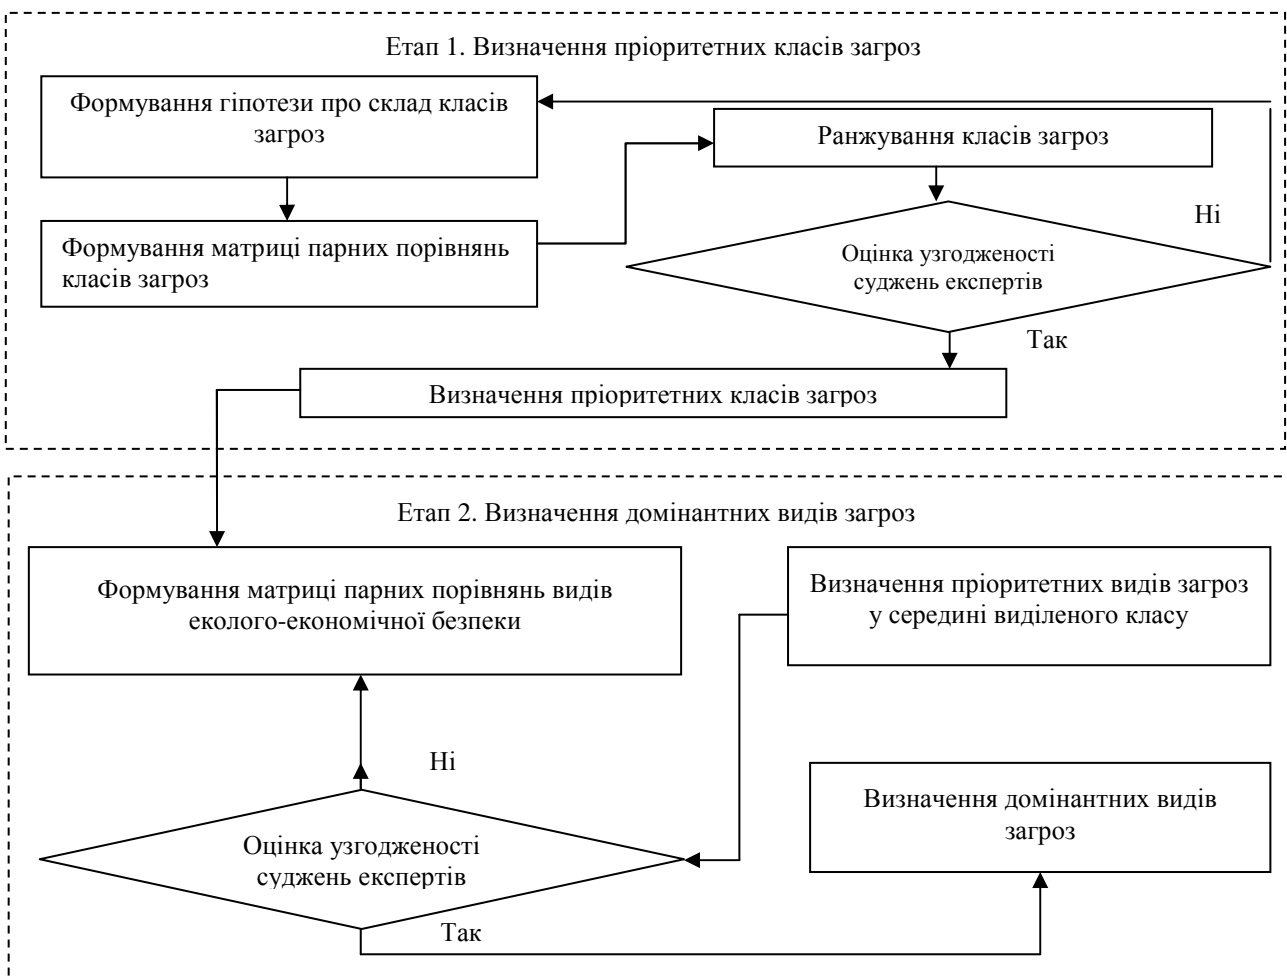 Етап 1. Визначення пріоритетних класів загроз
Формування гіпотези про склад класів
загроз
Ранжування класів загроз
Формування матриці парних порівнянь
класів загроз
Ні
Оцінка узгодженості
суджень експертів
Так
Визначення пріоритетних класів загроз
Етап 2. Визначення домінантних видів загроз
Формування матриці парних порівнянь видів
еколого-економічної безпеки
Визначення пріоритетних видів загроз
у середині виділеного класу
Ні
Визначення домінантних видів
загроз
Оцінка узгодженості
суджень експертів
Так